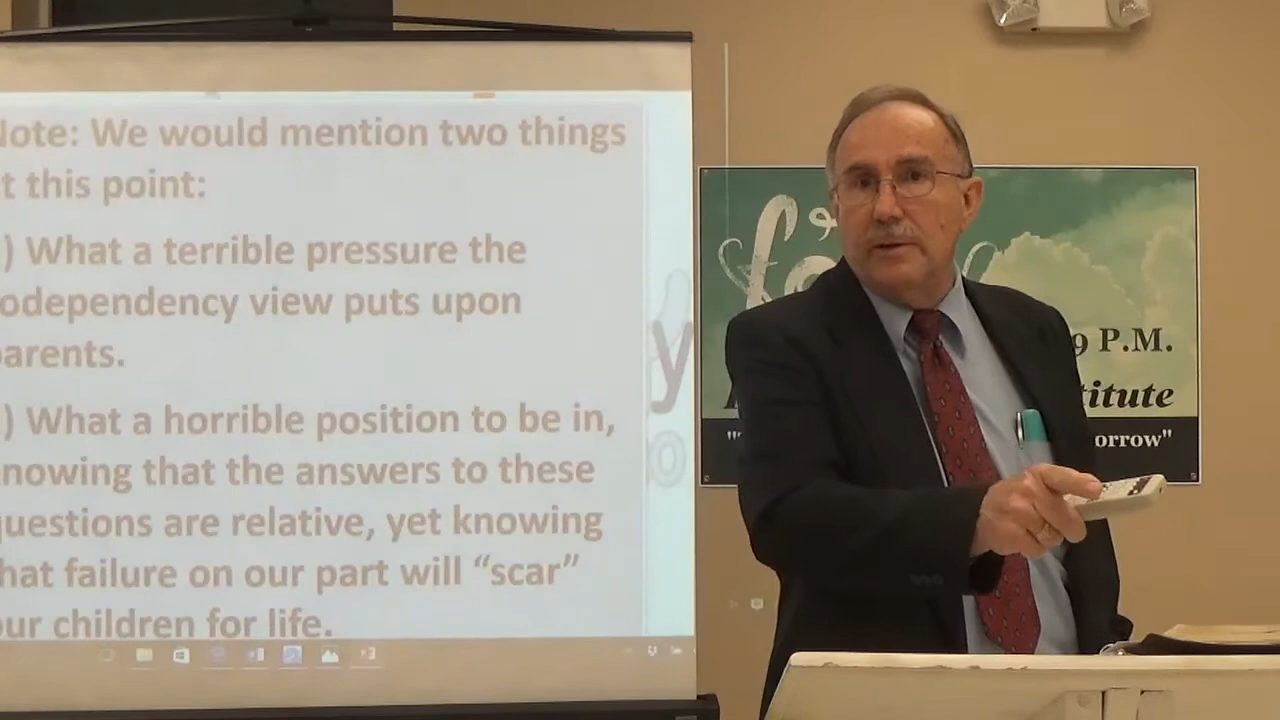 Note: We would mention two things
t this point:
) What a terrible pressure the
odependency view puts upon
parents.
) What a horrible position to be in,
nowing that the answers to these
questions are relative, yet knowing
hat failure on our part will “scar”
our children for life.
y
9 P.M.
titute
orrow"